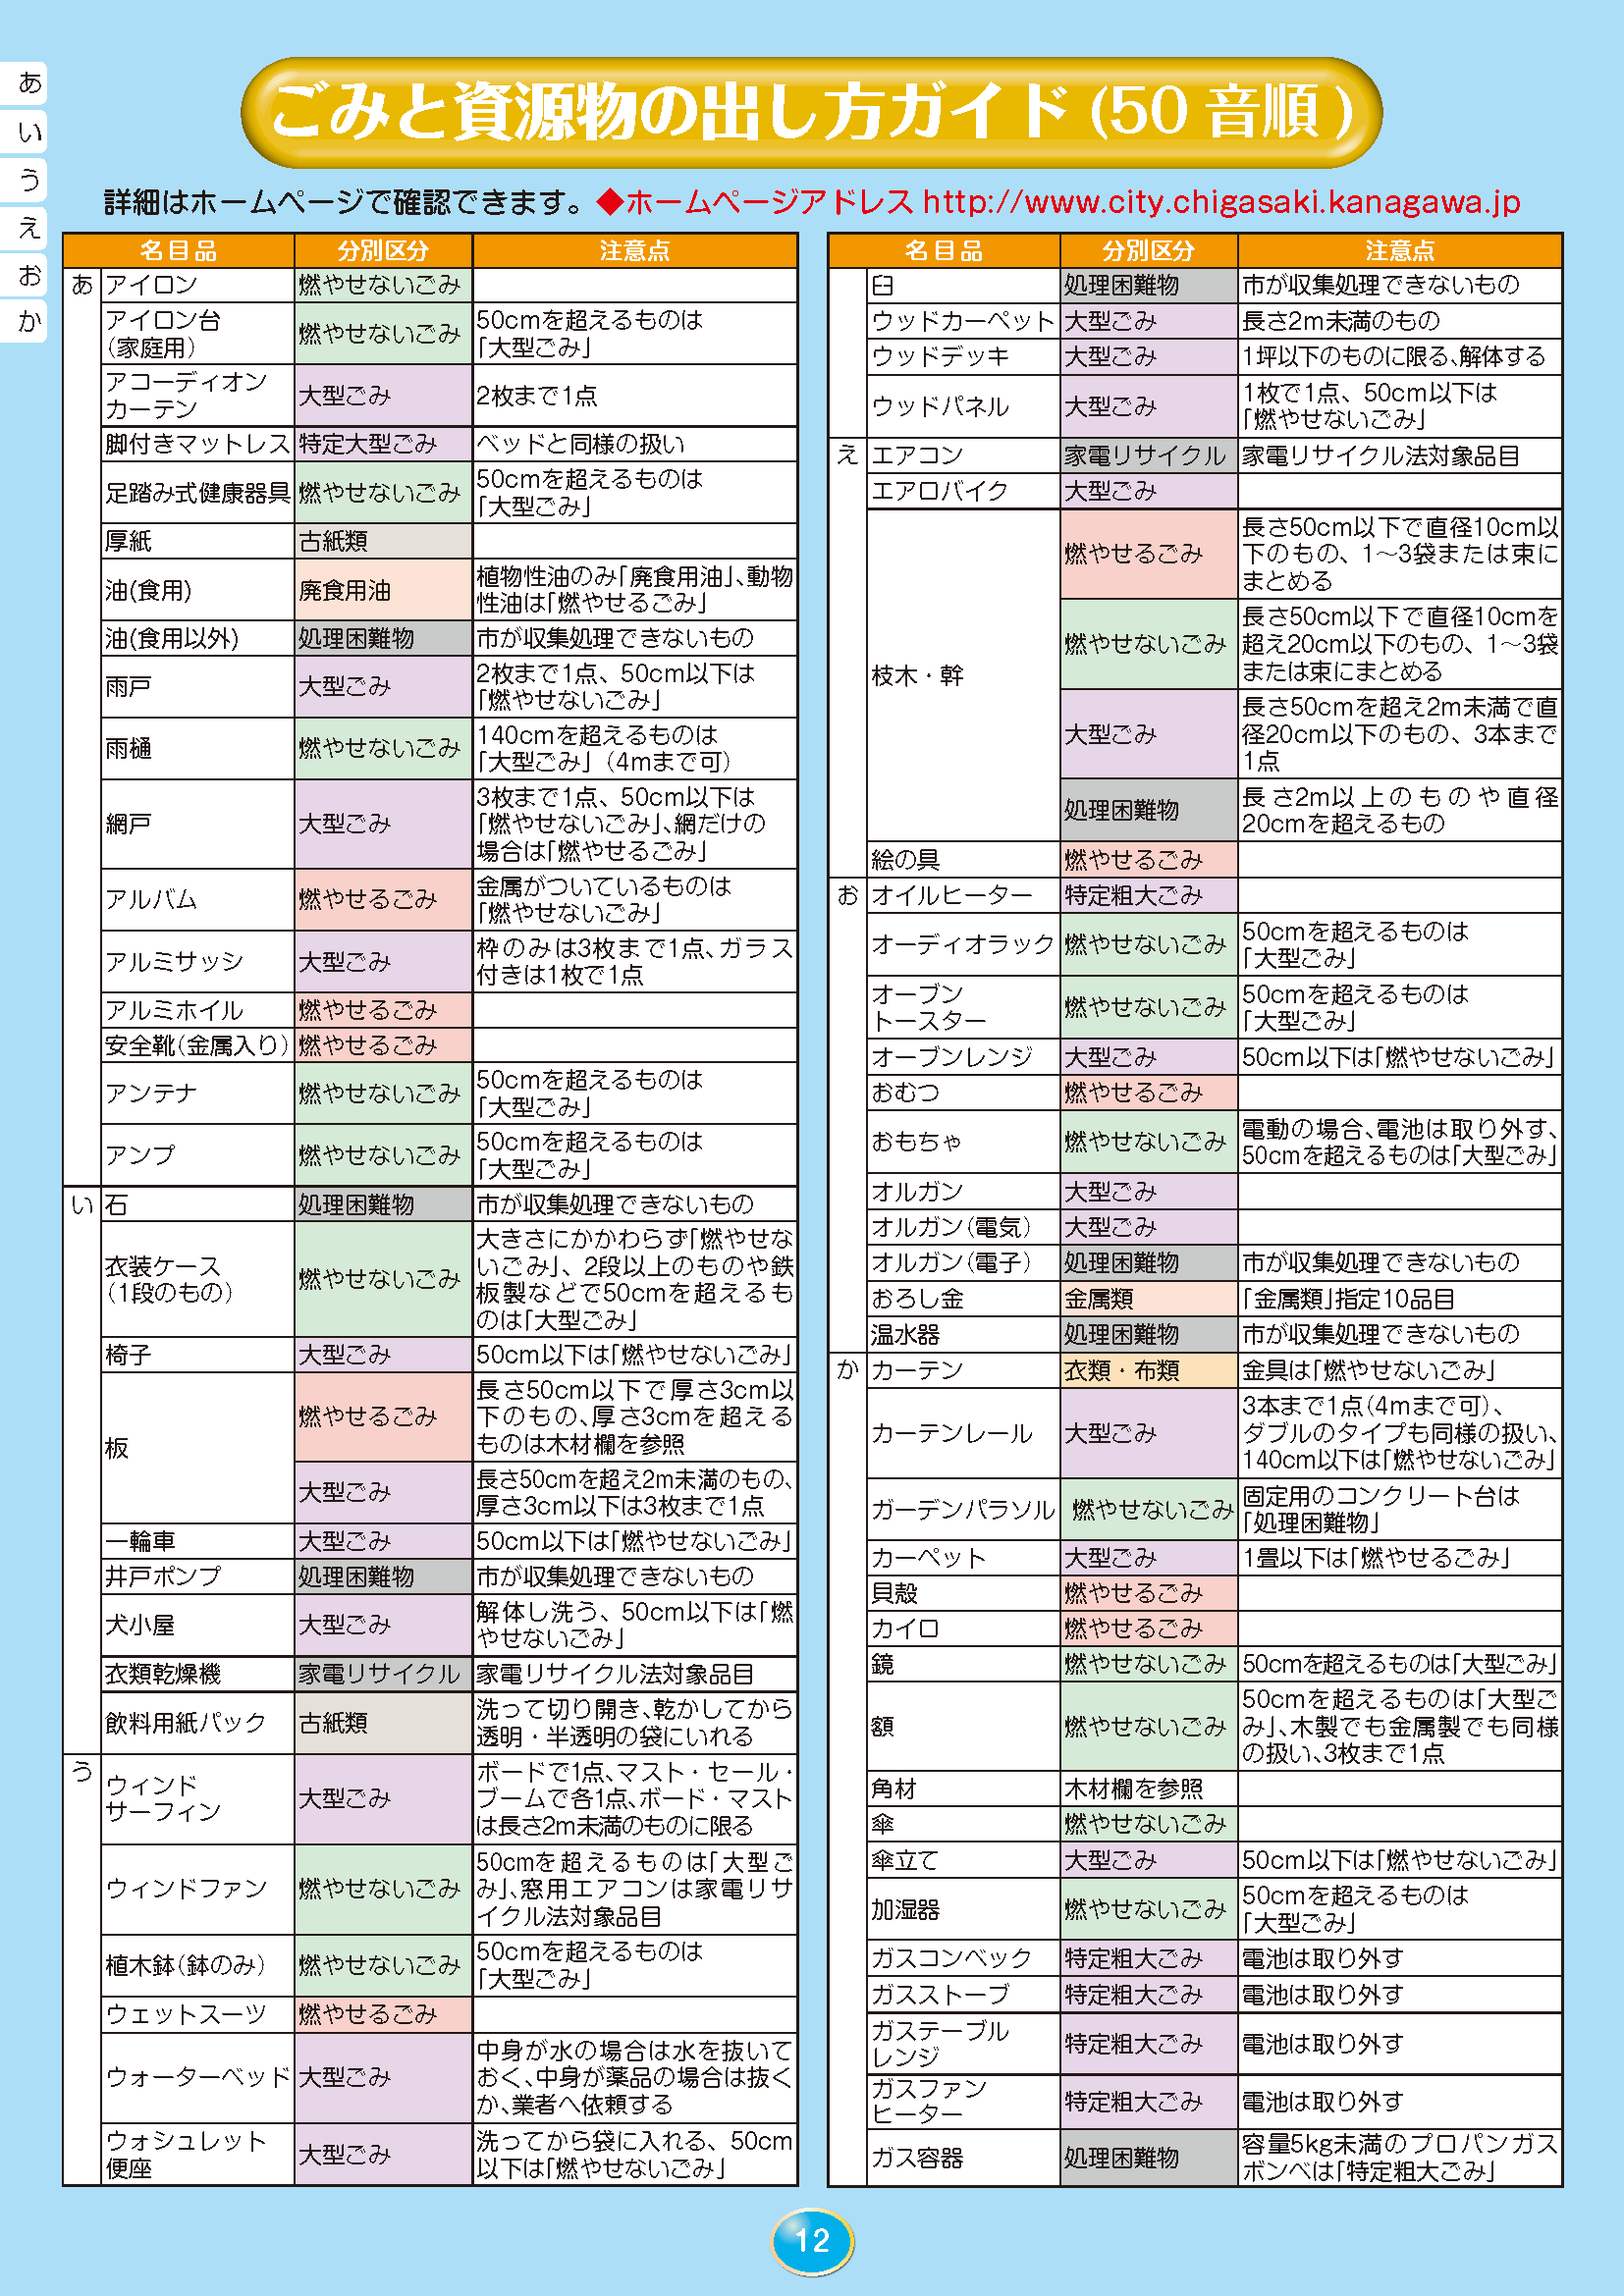 あ
い
う
え
お
か
ごみと資源物の出し方ガイド(50音順)
詳細はホームページで確認できます。◆ホームページアドレス http://www.city.chigasaki.kanagawa.jp
名目品 分別区分 注意点
あ アイロン 燃やせないごみ
アイロン台
（家庭用） 燃やせないごみ 50cmを超えるものは
「大型ごみ」
アコーディオン
カーテン 大型ごみ 2枚まで1点
脚付きマットレス 特定大型ごみ ベッドと同様の扱い
足踏み式健康器具 燃やせないごみ 50cmを超えるものは
「大型ごみ」
厚紙 古紙類
油(食用) 廃食用油 植物性油のみ「廃食用油」、動物
性油は「燃やせるごみ」
油(食用以外) 処理困難物 市が収集処理できないもの
雨戸 大型ごみ 2枚まで1点、50cm以下は
「燃やせないごみ」
雨樋 燃やせないごみ 140cmを超えるものは
「大型ごみ」（4mまで可）
網戸 大型ごみ 3枚まで1点、50cm以下は
「燃やせないごみ」、網だけの
場合は「燃やせるごみ」
アルバム 燃やせるごみ 金属がついているものは
「燃やせないごみ」
アルミサッシ 大型ごみ 枠のみは3枚まで1点、ガラス
付きは1枚で1点
アルミホイル 燃やせるごみ
安全靴（金属入り） 燃やせるごみ
アンテナ 燃やせないごみ 50cmを超えるものは
「大型ごみ」
アンプ 燃やせないごみ 50cmを超えるものは
「大型ごみ」
い 石 処理困難物 市が収集処理できないもの
衣装ケース
（1段のもの） 燃やせないごみ 大きさにかかわらず「燃やせな
いごみ」、2段以上のものや鉄
板製などで50cmを超えるも
のは「大型ごみ」
椅子 大型ごみ 50cm以下は「燃やせないごみ」
板 燃やせるごみ 長さ50cm以下で厚さ3cm以
下のもの、厚さ3cmを超える
ものは木材欄を参照
大型ごみ 長さ50cmを超え2m未満のもの、
厚さ3cm以下は3枚まで1点
一輪車 大型ごみ 50cm以下は「燃やせないごみ」
井戸ポンプ 処理困難物 市が収集処理できないもの
犬小屋 大型ごみ 解体し洗う、50cm以下は「燃
やせないごみ」
衣類乾燥機 家電リサイクル 家電リサイクル法対象品目
飲料用紙パック 古紙類 洗って切り開き、乾かしてから
透明・半透明の袋にいれる
う ウィンド
サーフィン 大型ごみ ボードで1点、マスト・セール・
ブームで各1点、ボード・マスト
は長さ2m未満のものに限る
ウィンドファン 燃やせないごみ 50cmを超えるものは「大型ご
み」、窓用エアコンは家電リサ
イクル法対象品目
植木鉢（鉢のみ） 燃やせないごみ 50cmを超えるものは
「大型ごみ」
ウェットスーツ 燃やせるごみ
ウォーターベッド 大型ごみ 中身が水の場合は水を抜いて
おく、中身が薬品の場合は抜く
か、業者へ依頼する
ウォシュレット
便座 大型ごみ 洗ってから袋に入れる、50cm
以下は「燃やせないごみ」
名目品 分別区分 注意点
臼 処理困難物 市が収集処理できないもの
ウッドカーペット 大型ごみ 長さ2m未満のもの
ウッドデッキ 大型ごみ 1坪以下のものに限る、解体する
ウッドパネル 大型ごみ 1枚で1点、50cm以下は
「燃やせないごみ」
え エアコン 家電リサイクル 家電リサイクル法対象品目
エアロバイク 大型ごみ
枝木・幹 燃やせるごみ 長さ50cm以下で直径10cm以
下のもの、1～3袋または束に
まとめる
燃やせないごみ 長さ50cm以下で直径10cmを
超え20cm以下のもの、1～3袋
または束にまとめる
大型ごみ 長さ50cmを超え2m未満で直
径20cm以下のもの、3本まで
1点
処理困難物 長さ2m以上のものや直径
20cmを超えるもの
絵の具 燃やせるごみ
お オイルヒーター 特定粗大ごみ
オーディオラック 燃やせないごみ 50cmを超えるものは
「大型ごみ」
オーブン
トースター 燃やせないごみ 50cmを超えるものは
「大型ごみ」
オーブンレンジ 大型ごみ 50cm以下は「燃やせないごみ」
おむつ 燃やせるごみ
おもちゃ 燃やせないごみ 電動の場合、電池は取り外す、
50cmを超えるものは「大型ごみ」
オルガン 大型ごみ
オルガン（電気） 大型ごみ
オルガン（電子） 処理困難物 市が収集処理できないもの
おろし金 金属類 「金属類」指定10品目
温水器 処理困難物 市が収集処理できないもの
か カーテン 衣類・布類 金具は「燃やせないごみ」
カーテンレール 大型ごみ 3本まで1点（4mまで可）、
ダブルのタイプも同様の扱い、
140cm以下は「燃やせないごみ」
ガーデンパラソル 燃やせないごみ 固定用のコンクリート台は
「処理困難物」
カーペット 大型ごみ 1畳以下は「燃やせるごみ」
貝殻 燃やせるごみ
カイロ 燃やせるごみ
鏡 燃やせないごみ 50cmを超えるものは「大型ごみ」
額 燃やせないごみ 50cmを超えるものは「大型ご
み」、木製でも金属製でも同様
の扱い、3枚まで1点
角材 木材欄を参照
傘 燃やせないごみ
傘立て 大型ごみ 50cm以下は「燃やせないごみ」
加湿器 燃やせないごみ 50cmを超えるものは
「大型ごみ」
ガスコンベック 特定粗大ごみ 電池は取り外す
ガスストーブ 特定粗大ごみ 電池は取り外す
ガステーブル
レンジ 特定粗大ごみ 電池は取り外す
ガスファン
ヒーター 特定粗大ごみ 電池は取り外す
ガス容器 処理困難物 容量5kg未満のプロパンガス
ボンベは「特定粗大ごみ」
12